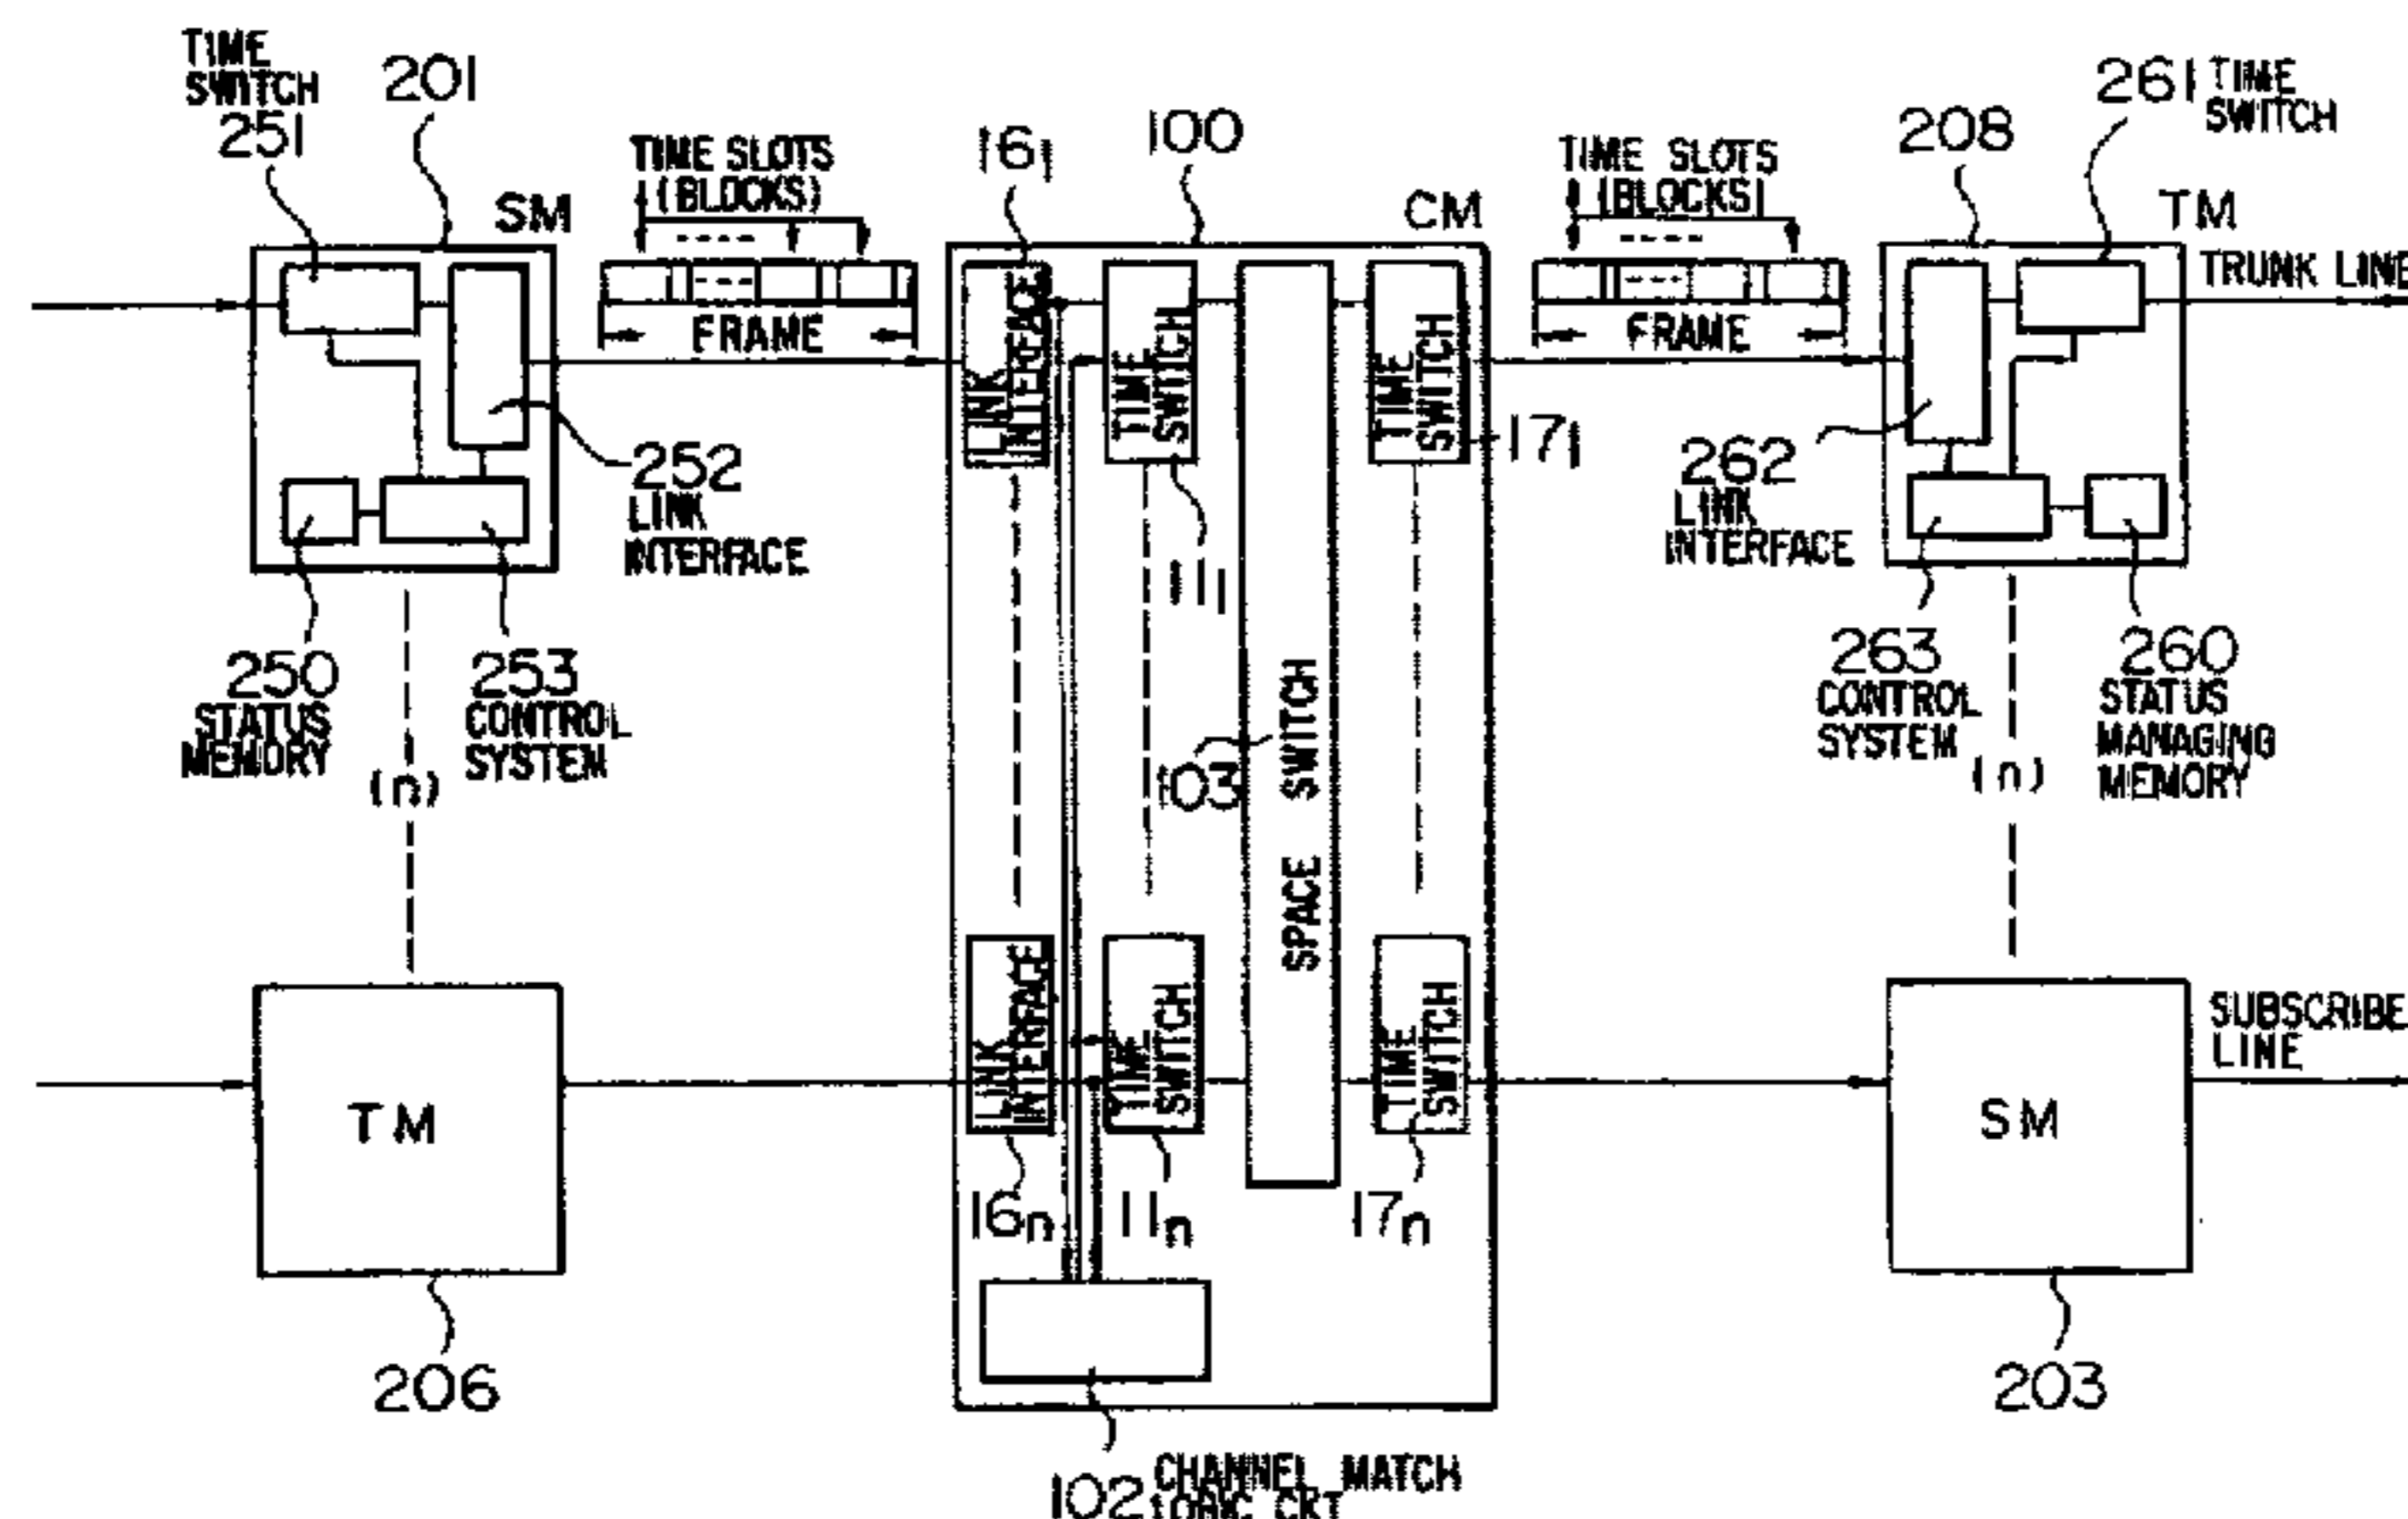 TIME
SWITCH
251
201
SM
TIME SLOTS
(BLOCKS)
FRAME
16₁
100
CM
TIME SLOTS
(BLOCKS)
FRAME
208
261 TIME
SWITCH
TM
TRUNK LINE
LINK
INTERFACE
TIME
SWITCH
TIME
SWITCH
17₁
252
LINK
INTERFACE
262
LINK
INTERFACE
11₁
250
STATUS
MEMORY
253
CONTROL
SYSTEM
(n)
103
SPACE SWITCH
263
CONTROL
SYSTEM
260
STATUS
MANAGING
MEMORY
(n)
LINK
INTERFACE
TIME
SWITCH
TIME
SWITCH
TM
SM
SUBSCRIBE
LINE
16n
11n
17n
206
203
102 CHANNEL MATCH
LOGIC CKT